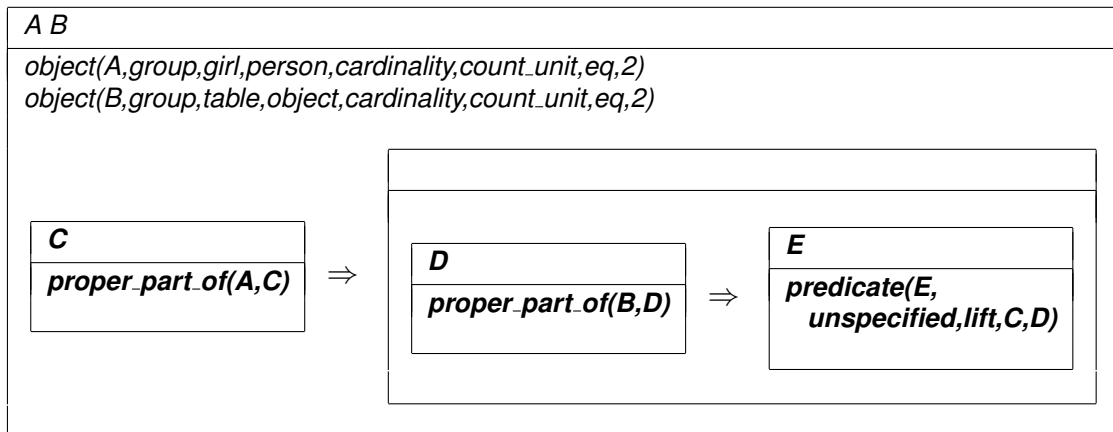 A B
object(A,group,girl,person,cardinality,count_unit,eq,2)
object(B,group,table,object,cardinality,count_unit,eq,2)
C
proper_part_of(A,C)
⇒
D
proper_part_of(B,D)
⇒
E
predicate(E,
unspecified,lift,C,D)